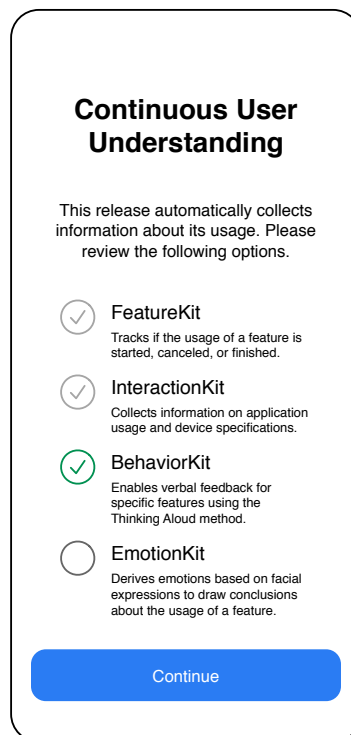 Continuous User
Understanding
This release automatically collects
information about its usage. Please
review the following options.
FeatureKit
Tracks if the usage of a feature is
started, canceled, or finished.
InteractionKit
Collects information on application
usage and device specifications.
BehaviorKit
Enables verbal feedback for
specific features using the
Thinking Aloud method.
EmotionKit
Derives emotions based on facial
expressions to draw conclusions
about the usage of a feature.
Continue